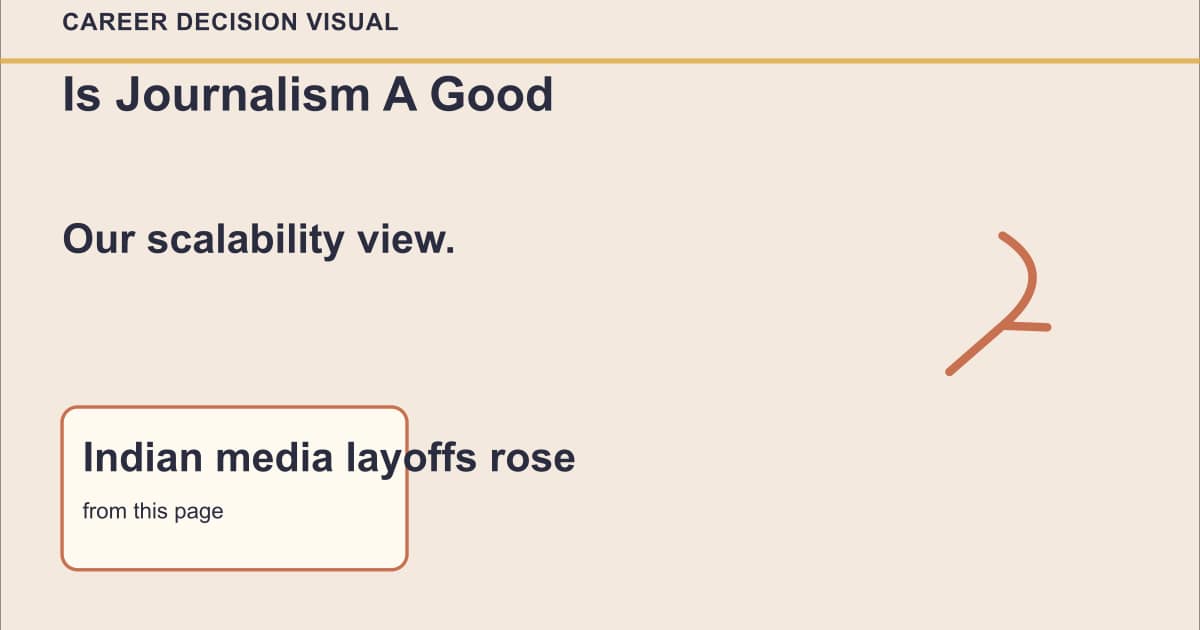 CAREER DECISION VISUAL
Is Journalism A Good
Our scalability view.
Indian media layoffs rose
from this page